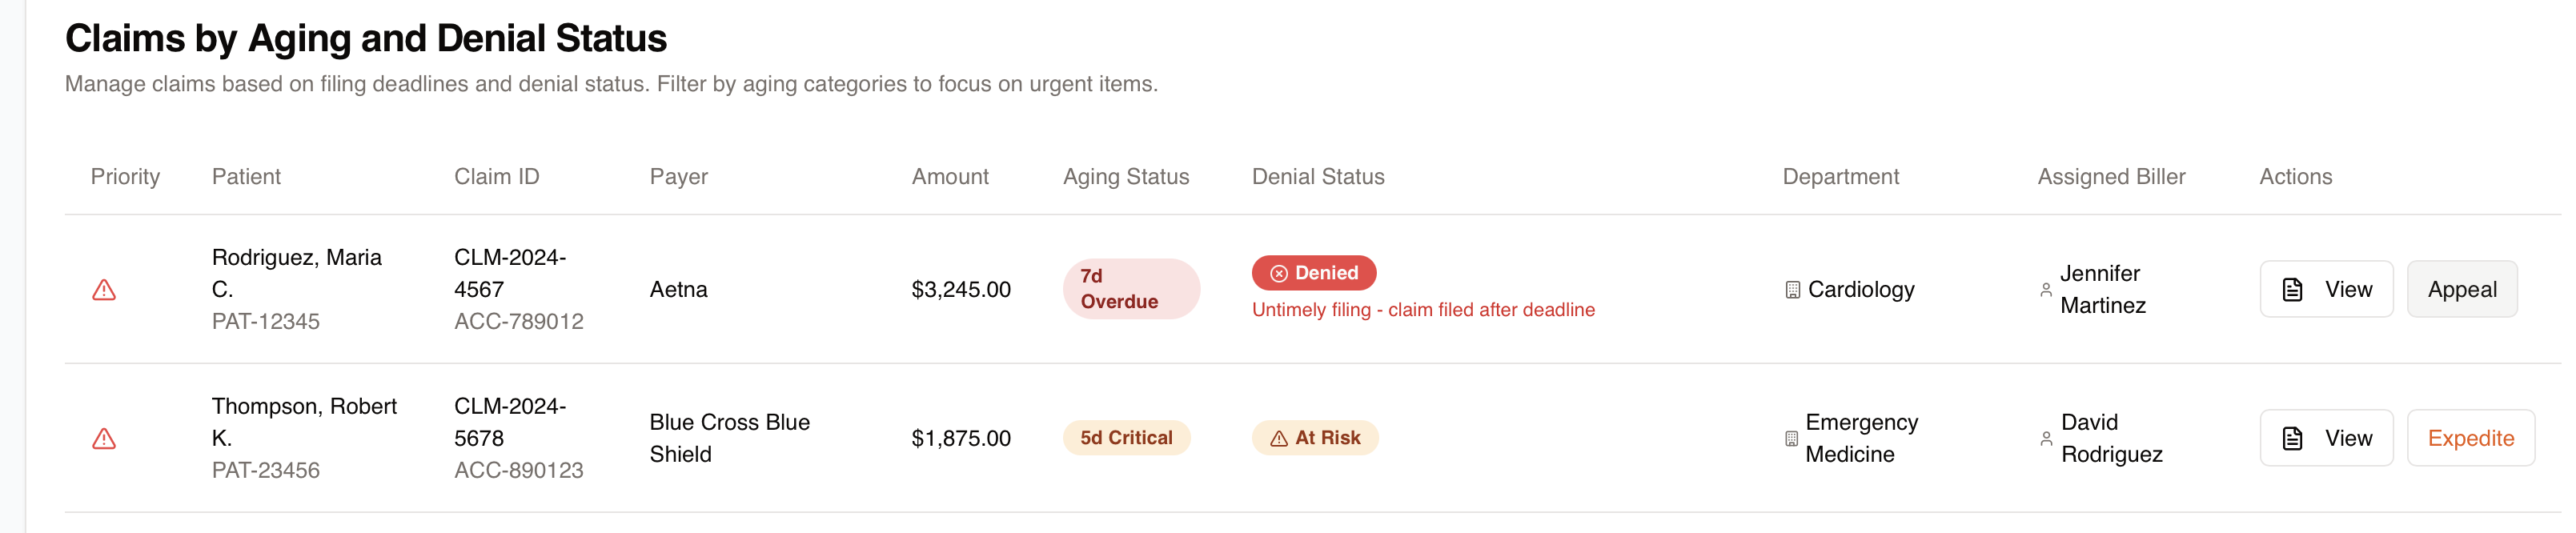 Claims by Aging and Denial Status
Manage claims based on filing deadlines and denial status. Filter by aging categories to focus on urgent items.
Priority Patient Claim ID Payer Amount Aging Status Denial Status Department Assigned Biller Actions
Rodriguez, Maria
C.
PAT-12345
CLM-2024-
4567
ACC-789012
Aetna
$3,245.00
7d
Overdue
Denied
Untimely filing - claim filed after deadline
Cardiology
Jennifer
Martinez
View
Appeal
Thompson, Robert
K.
PAT-23456
CLM-2024-
5678
ACC-890123
Blue Cross Blue
Shield
$1,875.00
5d Critical
At Risk
Emergency
Medicine
David
Rodriguez
View
Expedite